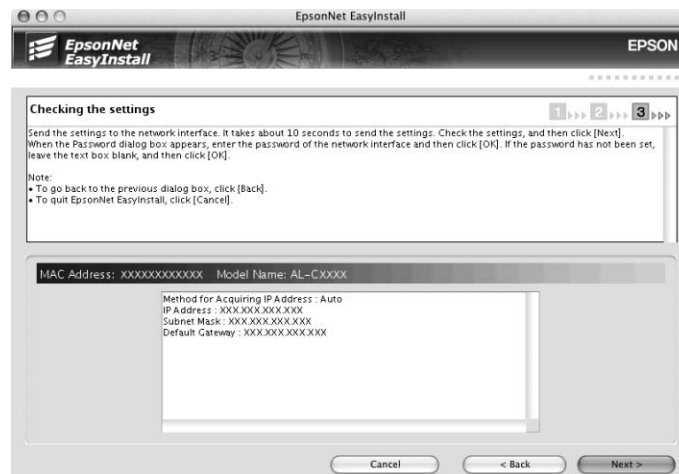 EpsonNet EasyInstall
EpsonNet
EasyInstall
EPSON
Checking the settings
1 2 3
Send the settings to the network interface. It takes about 10 seconds to send the settings. Check the settings, and then click [Next].
When the Password dialog box appears, enter the password of the network interface and then click [OK]. If the password has not been set,
leave the text box blank, and then click [OK].
Note:
• To go back to the previous dialog box, click [Back].
• To quit EpsonNet EasyInstall, click [Cancel].
MAC Address: XXXXXXXXXXXX Model Name: AL-CXXXX
Method for Acquiring IP Address : Auto
IP Address : XXX.XXX.XXX.XXX
Subnet Mask : XXX.XXX.XXX.XXX
Default Gateway : XXX.XXX.XXX.XXX
Cancel < Back Next >